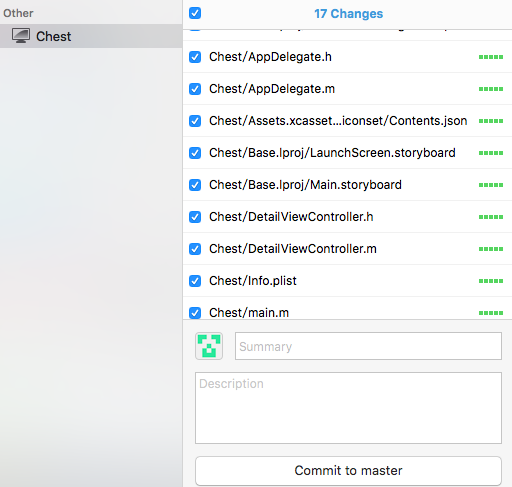 Other
Chest
17 Changes
Chest/AppDelegate.h
Chest/AppDelegate.m
Chest/Assets.xcasset...iconset/Contents.json
Chest/Base.lproj/LaunchScreen.storyboard
Chest/Base.lproj/Main.storyboard
Chest/DetailViewController.h
Chest/DetailViewController.m
Chest/Info.plist
Chest/main.m
Summary
Description
Commit to master